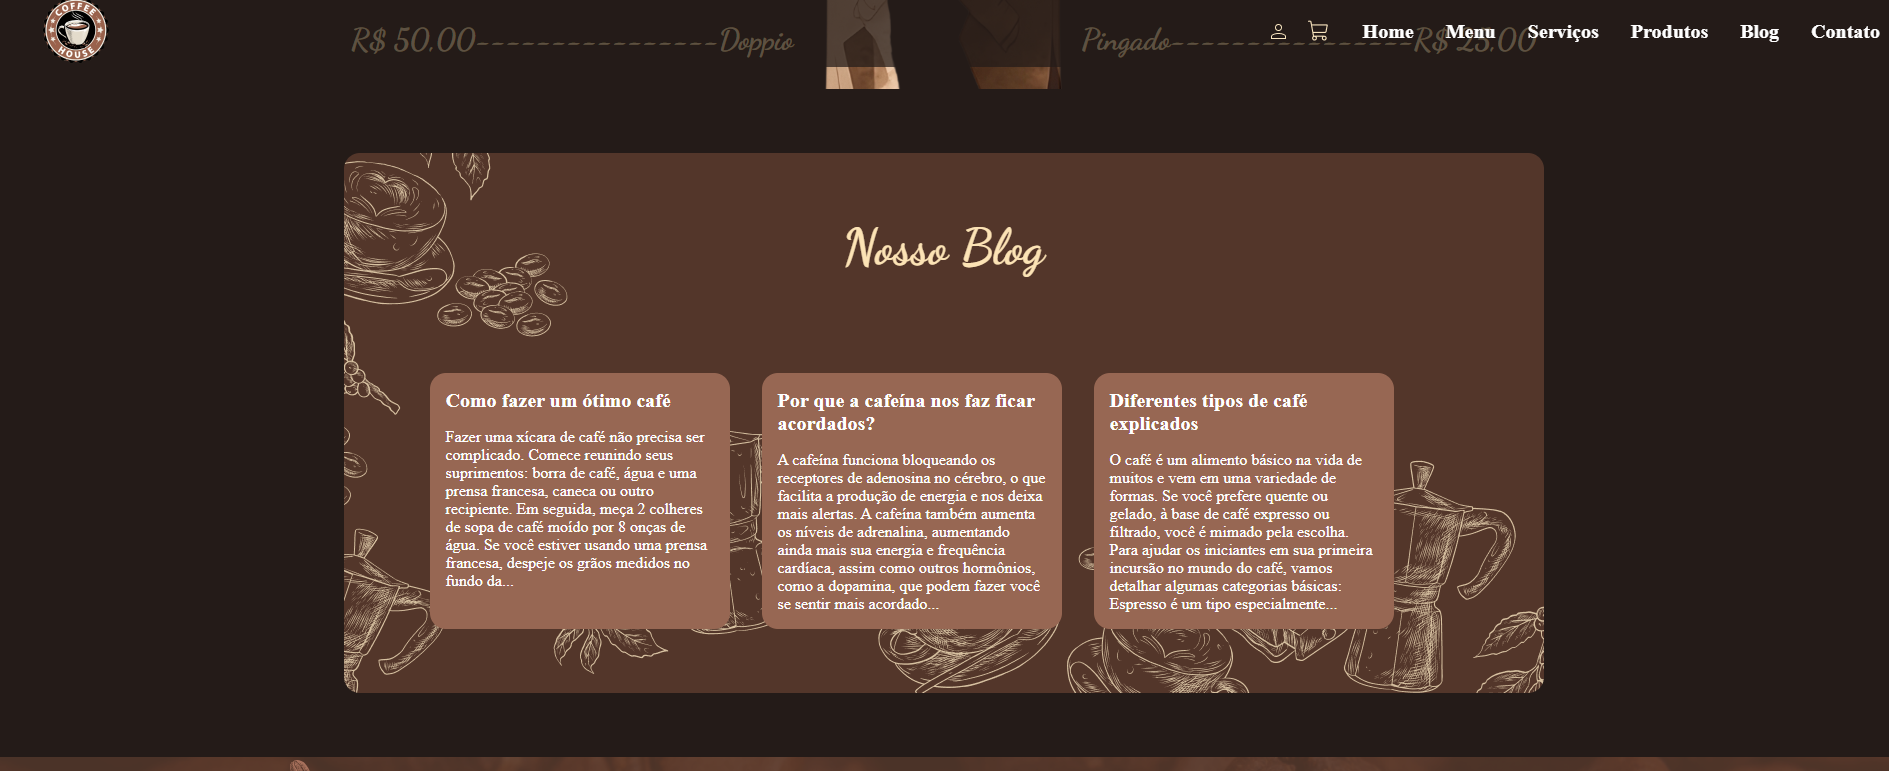 COFFEE
HOUSE
R$ 50,00----------------Doppio
Pingado----------------R$ 25,00
Home Menu Serviços Produtos Blog Contato
Nosso Blog
Como fazer um ótimo café
Fazer uma xícara de café não precisa ser
complicado. Comece reunindo seus
suprimentos: borra de café, água e uma
prensa francesa, caneca ou outro
recipiente. Em seguida, meça 2 colheres
de sopa de café moído por 8 onças de
água. Se você estiver usando uma prensa
francesa, despeje os grãos medidos no
fundo da...
Por que a cafeína nos faz ficar
acordados?
A cafeína funciona bloqueando os
receptores de adenosina no cérebro, o que
facilita a produção de energia e nos deixa
mais alertas. A cafeína também aumenta
os níveis de adrenalina, aumentando
ainda mais sua energia e frequência
cardíaca, assim como outros hormônios,
como a dopamina, que podem fazer você
se sentir mais acordado...
Diferentes tipos de café
explicados
O café é um alimento básico na vida de
muitos e vem em uma variedade de
formas. Se você prefere quente ou
gelado, à base de café expresso ou
filtrado, você é mimado pela escolha.
Para ajudar os iniciantes em sua primeira
incursão no mundo do café, vamos
detalhar algumas categorias básicas:
Espresso é um tipo especialmente...